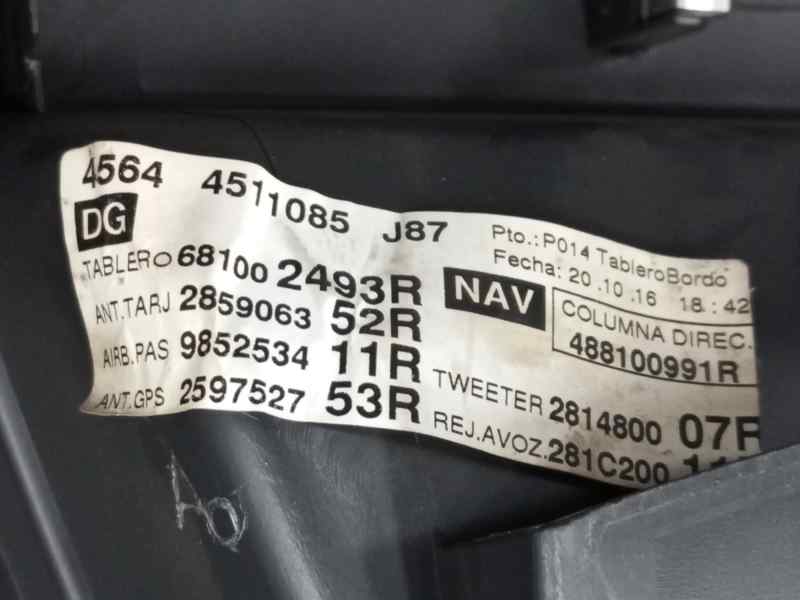 4564 4511085 J87 Pto.: P014 TableroBordo
DG Fecha: 20.10.16 18:42
TABLERO 68100 2493R NAV COLUMNA DIREC.
ANT.TARJ 2859063 52R 488100991R
AIRB.PAS 9852534 11R TWEETER 2814800 07R
ANT.GPS 2597527 53R REJ.AVOZ. 281C200
AO